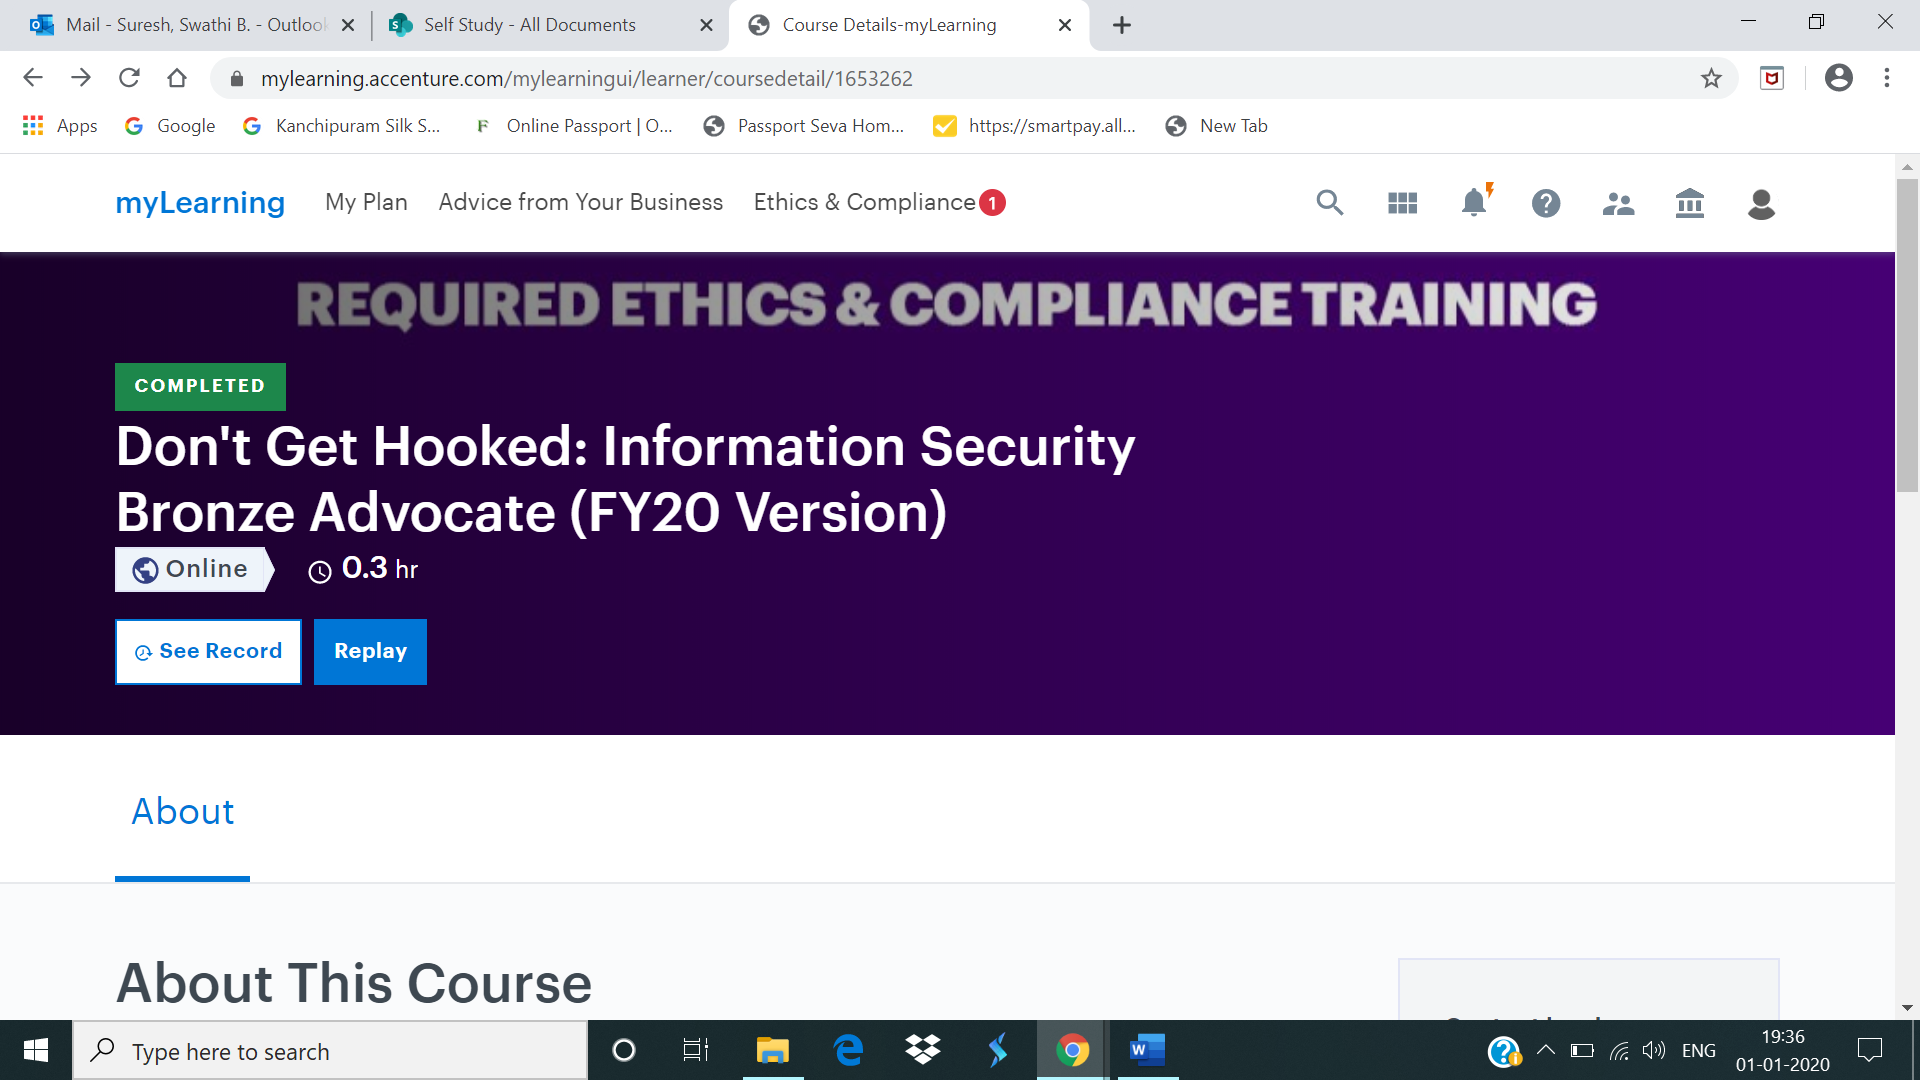 Mail - Suresh, Swathi B. - Outlook
Self Study - All Documents
Course Details-myLearning
mylearning.accenture.com/mylearningui/learner/coursedetail/1653262
Apps
Google
Kanchipuram Silk S...
Online Passport | O...
Passport Seva Hom...
https://smartpay.all...
New Tab
myLearning
My Plan
Advice from Your Business
Ethics & Compliance 1
REQUIRED ETHICS & COMPLIANCE TRAINING
COMPLETED
Don't Get Hooked: Information Security
Bronze Advocate (FY20 Version)
Online
0.3 hr
See Record
Replay
About
About This Course
Type here to search
ENG
19:36
01-01-2020